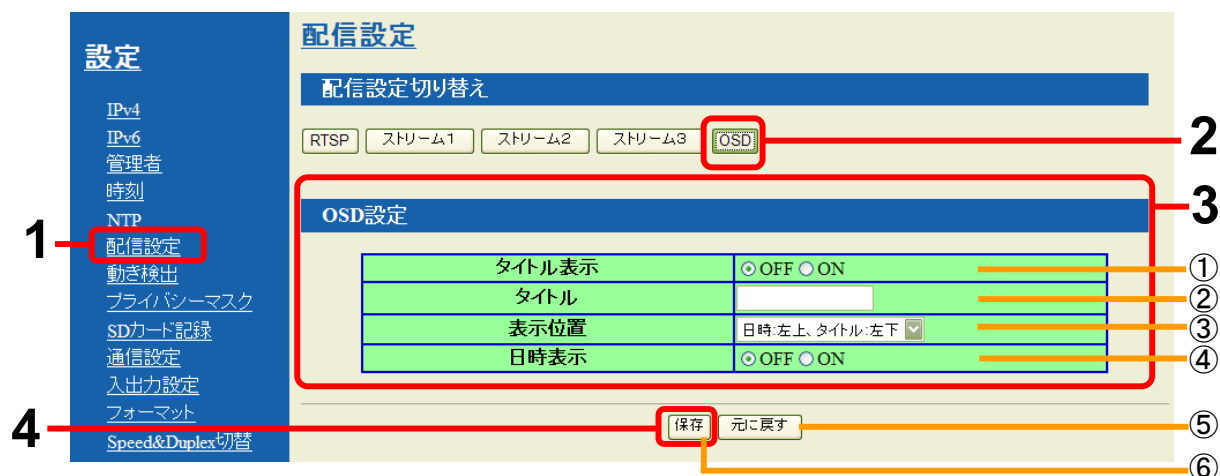 設定
IPv4
IPv6
管理者
時刻
NTP
配信設定
動き検出
プライバシーマスク
SDカード記録
通信設定
入出力設定
フォーマット
Speed&Duplex切替
配信設定
配信設定切り替え
RTSP ストリーム1 ストリーム2 ストリーム3 OSD
OSD設定
タイトル表示 OFF ON
タイトル
表示位置 日時:左上、タイトル:左下
日時表示 OFF ON
保存 元に戻す
1
4
2
3
①
②
③
④
⑤
⑥